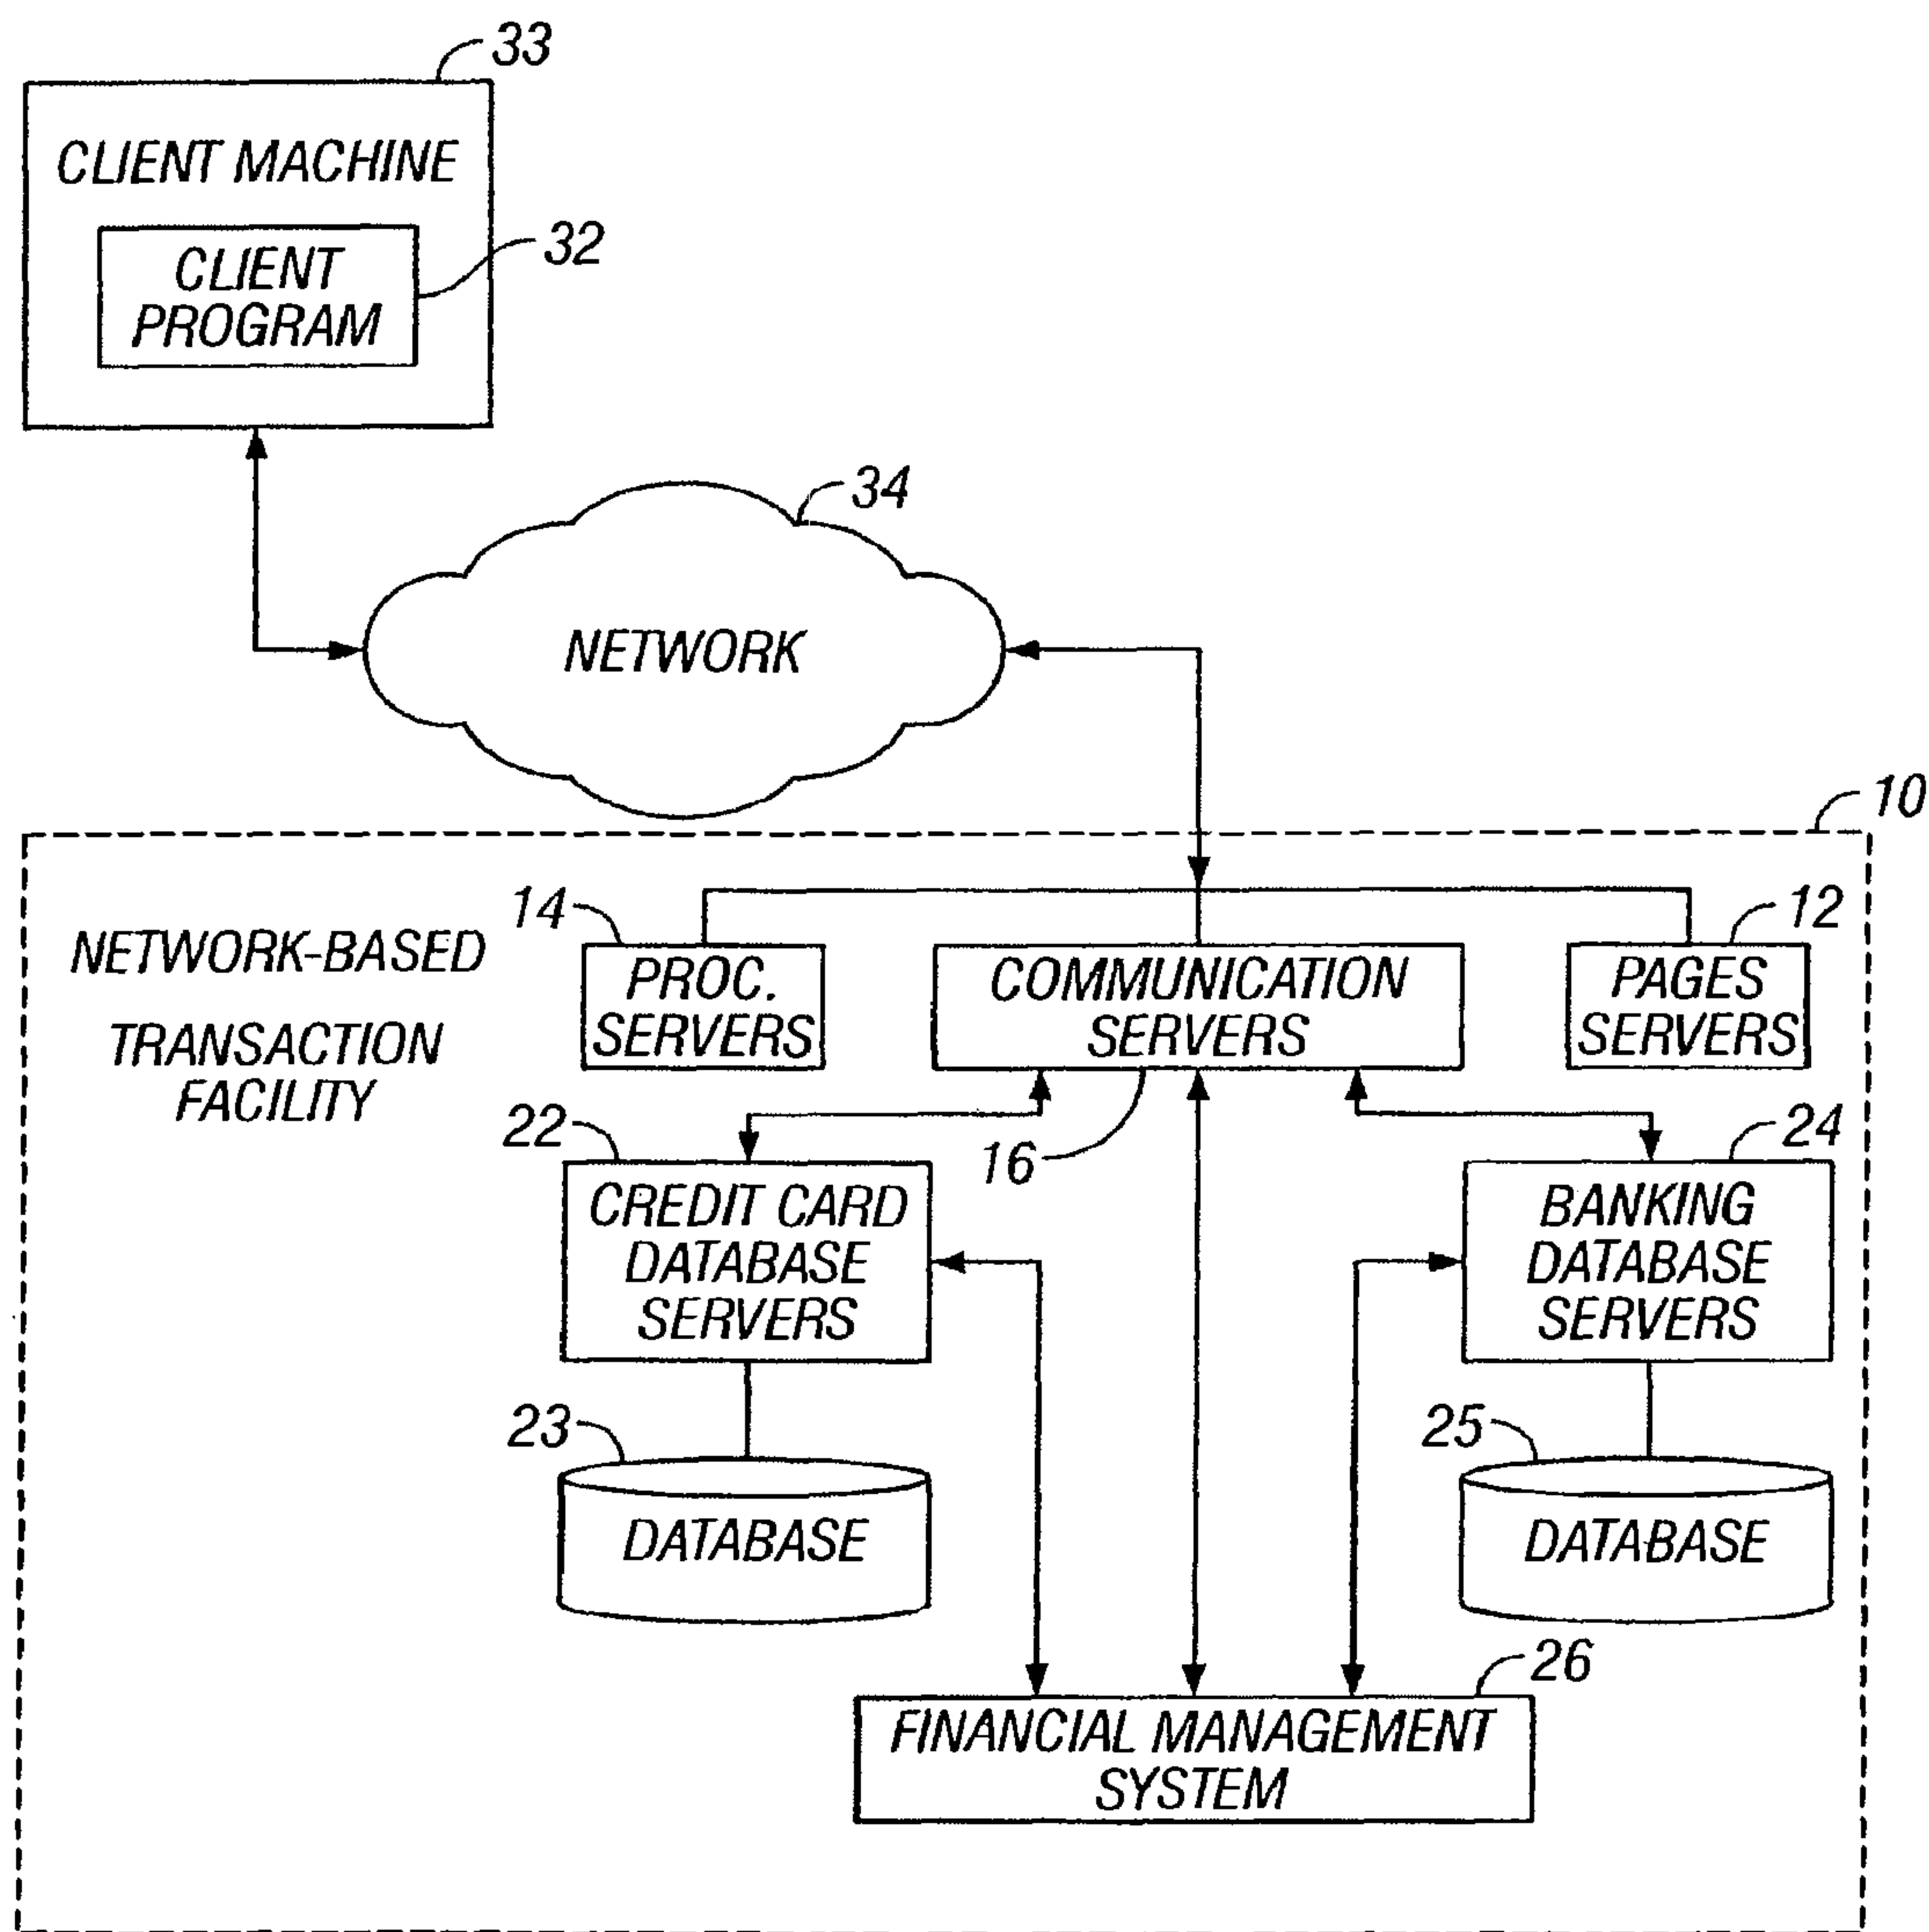 33
CLIENT MACHINE
32
CLIENT
PROGRAM
34
NETWORK
10
14
12
NETWORK-BASED
TRANSACTION
FACILITY
PROC.
SERVERS
COMMUNICATION
SERVERS
PAGES
SERVERS
22
16
24
CREDIT CARD
DATABASE
SERVERS
BANKING
DATABASE
SERVERS
23
25
DATABASE
DATABASE
26
FINANCIAL MANAGEMENT
SYSTEM